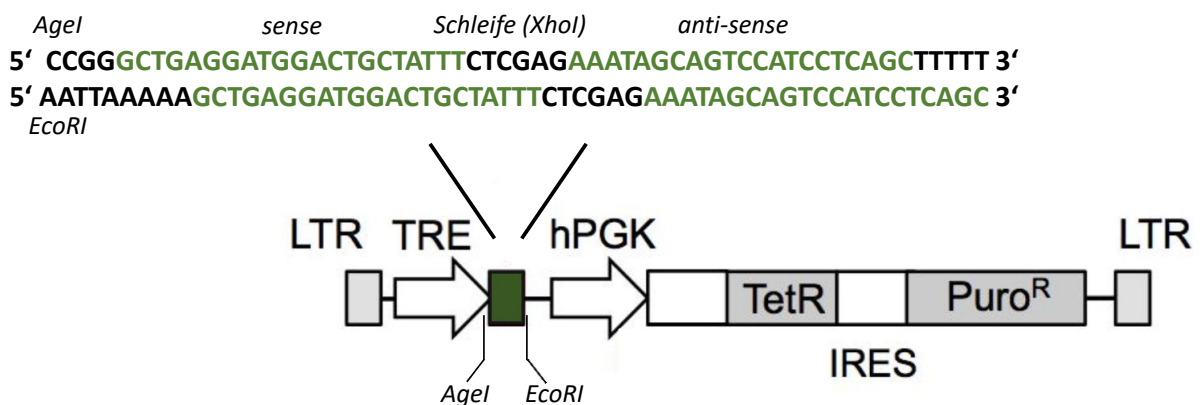 AgeI sense Schleife (XhoI) anti-sense
5‘ CCGGGCTGAGGATGGACTGCTATTTCTCGAGAAATAGCAGTCCATCCTCAGCTTTTT 3‘
5‘ AATTAAAAAGCTGAGGATGGACTGCTATTTCTCGAGAAATAGCAGTCCATCCTCAGC 3‘
EcoRI
LTR TRE hPGK LTR
TetR Puroᴿ
IRES
AgeI EcoRI